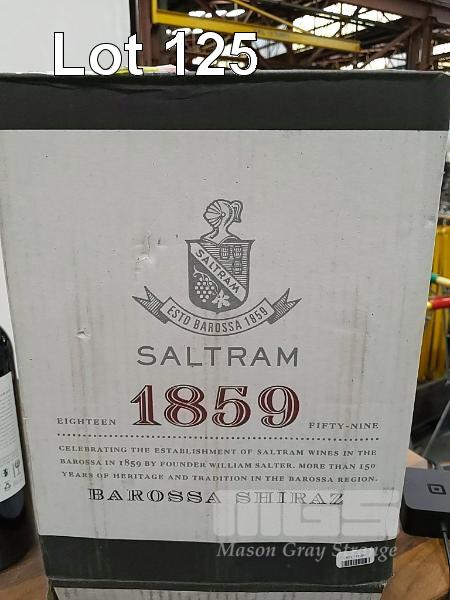 Lot 125
SALTRAM
ESTD BAROSSA 1859
SALTRAM
EIGHTEEN 1859 FIFTY-NINE
CELEBRATING THE ESTABLISHMENT OF SALTRAM WINES IN THE
BAROSSA IN 1859 BY FOUNDER WILLIAM SALTER. MORE THAN 150
YEARS OF HERITAGE AND TRADITION IN THE BAROSSA REGION.
BAROSSA SHIRAZ
MGS
Mason Gray Strange